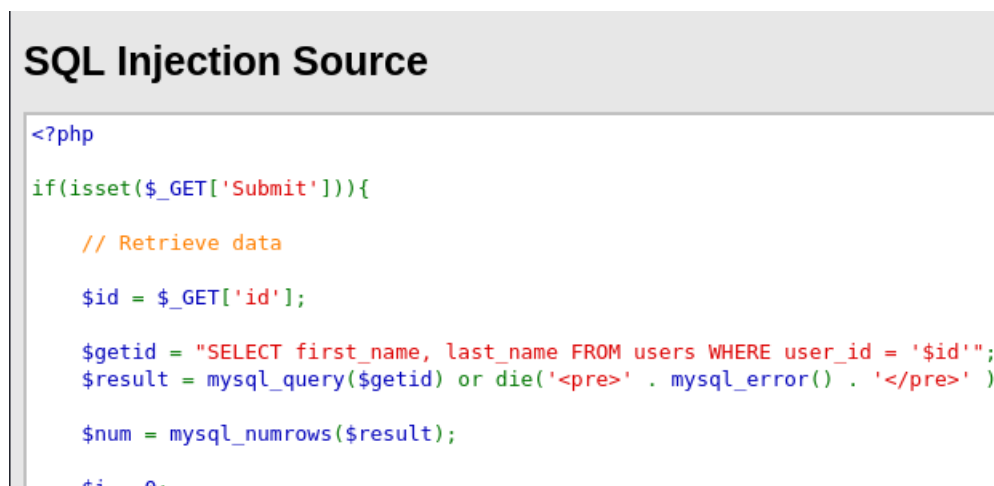 SQL Injection Source
<?php
if(isset($_GET['Submit'])){
// Retrieve data
$id = $_GET['id'];
$getid = "SELECT first_name, last_name FROM users WHERE user_id = '$id'";
$result = mysql_query($getid) or die('<pre>' . mysql_error() . '</pre>' )
$num = mysql_numrows($result);